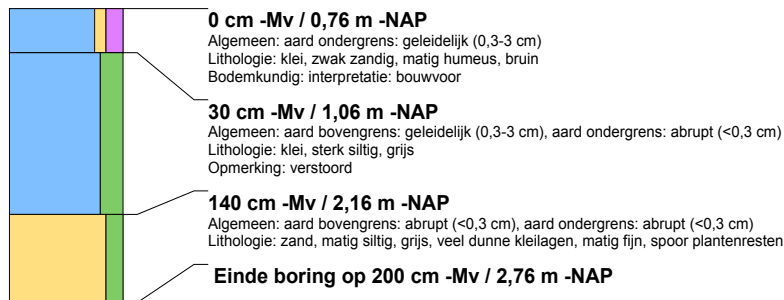 0 cm -Mv / 0,76 m -NAP
Algemeen: aard ondergrens: geleidelijk (0,3-3 cm)
Lithologie: klei, zwak zandig, matig humeus, bruin
Bodemkundig: interpretatie: bouwvoor
30 cm -Mv / 1,06 m -NAP
Algemeen: aard bovengrens: geleidelijk (0,3-3 cm), aard ondergrens: abrupt (<0,3 cm)
Lithologie: klei, sterk siltig, grijs
Opmerking: verstoord
140 cm -Mv / 2,16 m -NAP
Algemeen: aard bovengrens: abrupt (<0,3 cm), aard ondergrens: abrupt (<0,3 cm)
Lithologie: zand, matig siltig, grijs, veel dunne kleilagen, matig fijn, spoor plantenresten
Einde boring op 200 cm -Mv / 2,76 m -NAP